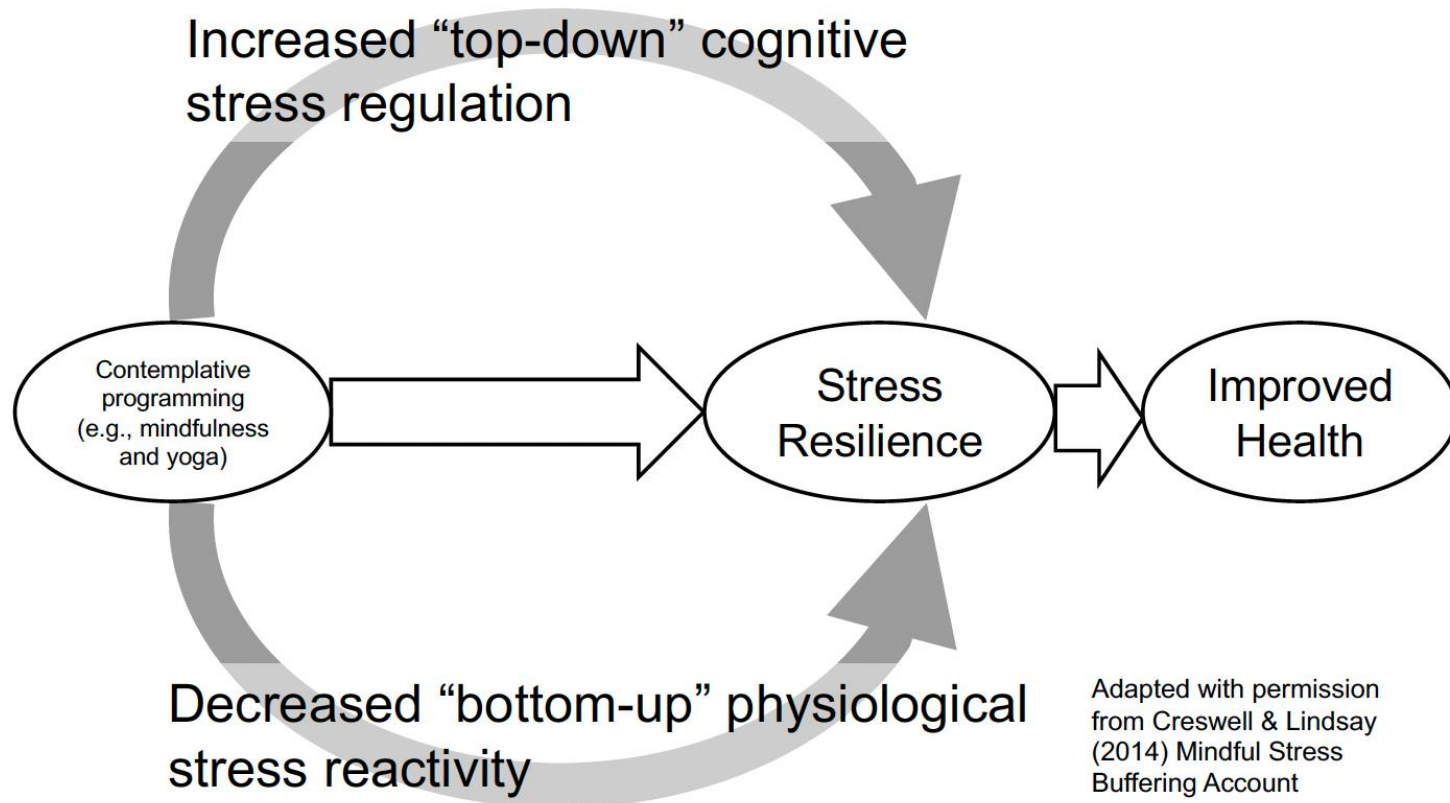 Increased “top-down” cognitive
stress regulation
Contemplative
programming
(e.g., mindfulness
and yoga)
Stress
Resilience
Improved
Health
Decreased “bottom-up” physiological
stress reactivity
Adapted with permission
from Creswell & Lindsay
(2014) Mindful Stress
Buffering Account